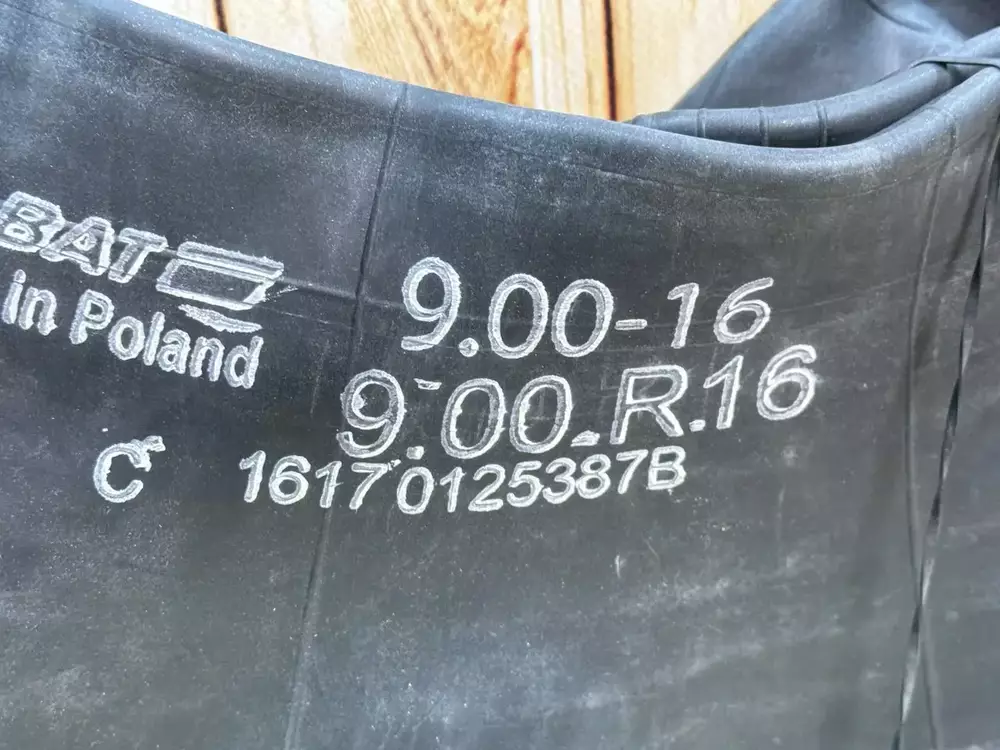 BAT
in Poland
9.00-16
9.00.R.16
C
16170125387B